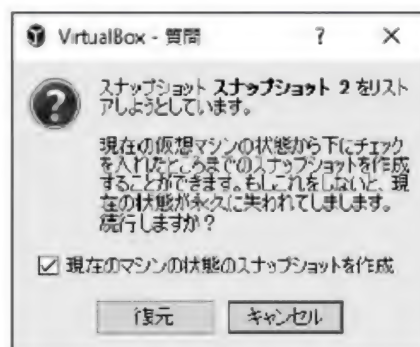 VirtualBox - 質問 ? ×
スナップショット スナップショット 2 をリスト
アしようとしています。
現在の仮想マシンの状態から下にチェック
を入れたところまでのスナップショットを作成
することができます。もしこれをしないと、現
在の状態が永久に失われてしまします。
続行しますか?
現在のマシンの状態のスナップショットを作成
復元 キャンセル